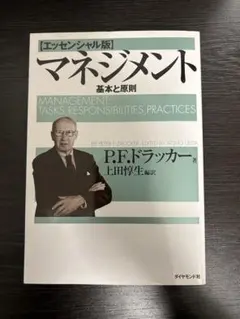 ［エッセンシャル版］
マネジメント
基本と原則
MANAGEMENT:
TASKS, RESPONSIBILITIES, PRACTICES
P.F.ドラッカー 著
上田惇生 編訳
ダイヤモンド社